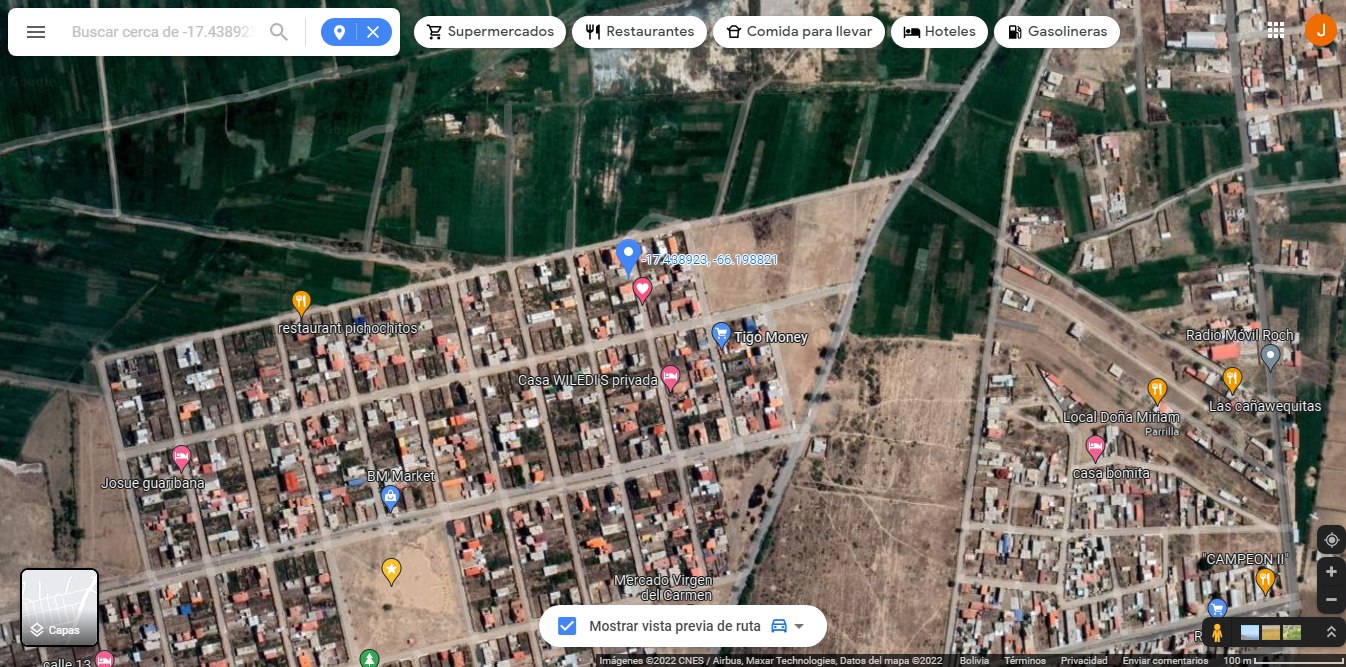 Buscar cerca de -17.438923
Supermercados
Restaurantes
Comida para llevar
Hoteles
Gasolineras
J
Google
-17.438923, -66.198821
restaurant pichochitos
Tigo Money
Radio Móvil Roch
Casa WILEDI'S privada
Las cañawequitas
Local Doña Miriam
Parrilla
BM Market
casa bomita
Josue guaribana
"CAMPEON II"
Mercado Virgen
del Carmen
Capas
Mostrar vista previa de ruta
calle 13
Imágenes ©2022 CNES / Airbus, Maxar Technologies, Datos del mapa ©2022
Bolivia
Términos
Privacidad
Enviar comentarios
100 m